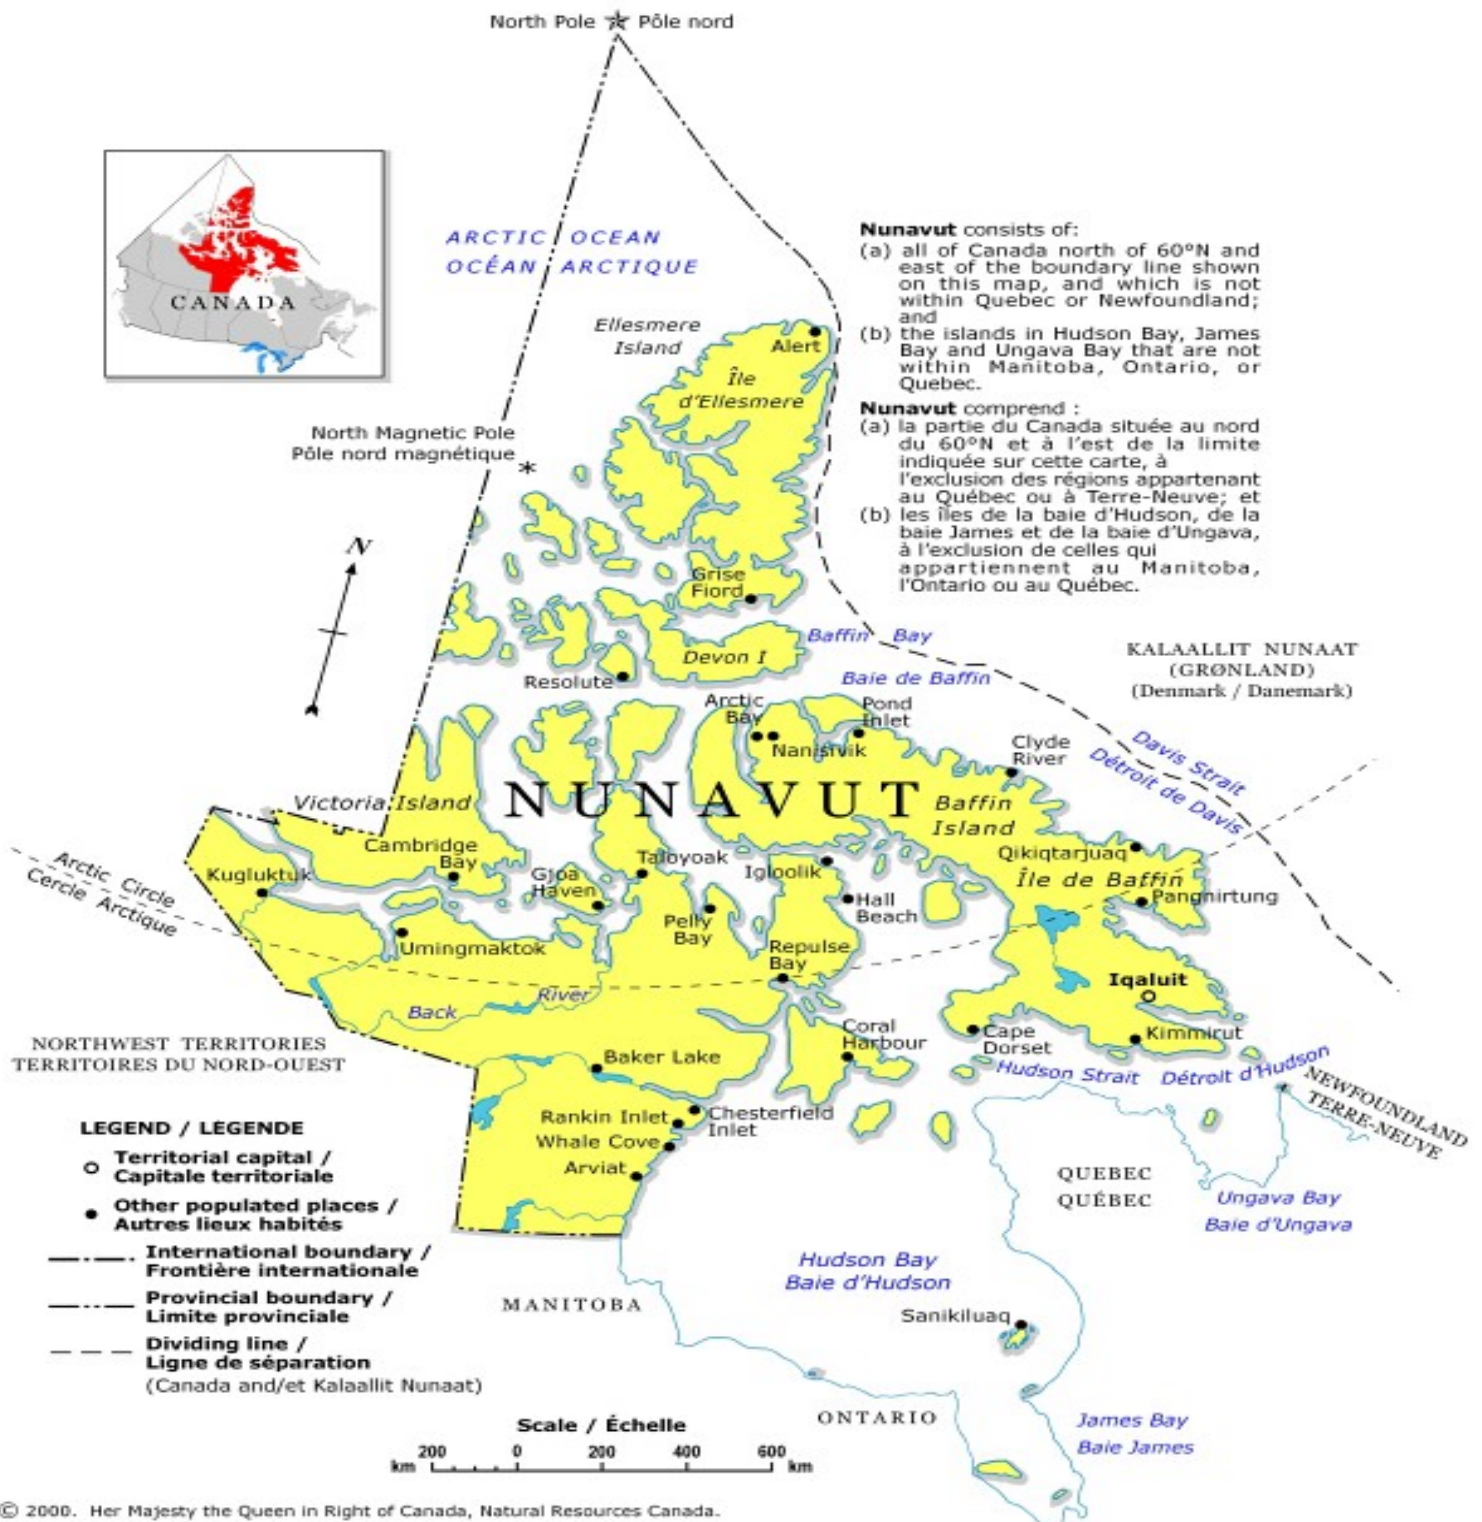 North Pole Pôle nord
CANADA
ARCTIC OCEAN
OCÉAN ARCTIQUE
Nunavut consists of:
(a) all of Canada north of 60°N and
east of the boundary line shown
on this map, and which is not
within Quebec or Newfoundland;
and
(b) the islands in Hudson Bay, James
Bay and Ungava Bay that are not
within Manitoba, Ontario, or
Quebec.
Nunavut comprend :
(a) la partie du Canada située au nord
du 60°N et à l'est de la limite
indiquée sur cette carte, à
l'exclusion des régions appartenant
au Québec ou à Terre-Neuve; et
(b) les îles de la baie d'Hudson, de la
baie James et de la baie d'Ungava,
à l'exclusion de celles qui
appartiennent au Manitoba,
l'Ontario ou au Québec.
Ellesmere
Island
Alert
Île
d'Ellesmere
North Magnetic Pole
Pôle nord magnétique
N
Grise
Fiord
Baffin Bay
Baie de Baffin
Devon I
Resolute
KALAALLIT NUNAAT
(GRØNLAND)
(Denmark / Danemark)
Arctic
Bay
Nanisivik
Pond
Inlet
Clyde
River
Davis Strait
Détroit de Davis
NUNAVUT
Victoria Island
Baffin
Island
Cambridge
Bay
Gjoa
Haven
Taloyoak
Igloolik
Qikiqtarjuaq
Île de Baffin
Arctic Circle
Cercle Arctique
Kugluktuk
Hall
Beach
Pangnirtung
Umingmaktok
Pelly
Bay
Repulse
Bay
Iqaluit
Back River
Coral
Harbour
Cape
Dorset
Kimmirut
NORTHWEST TERRITORIES
TERRITOIRES DU NORD-OUEST
Baker Lake
Hudson Strait Détroit d'Hudson
NEWFOUNDLAND
TERRE-NEUVE
Rankin Inlet
Chesterfield
Inlet
Whale Cove
Arviat
QUEBEC
QUÉBEC
Ungava Bay
Baie d'Ungava
LEGEND / LÉGENDE
Territorial capital /
Capitale territoriale
Other populated places /
Autres lieux habités
International boundary /
Frontière internationale
Provincial boundary /
Limite provinciale
Dividing line /
Ligne de séparation
(Canada and/et Kalaallit Nunaat)
Hudson Bay
Baie d'Hudson
MANITOBA
Sanikiluaq
ONTARIO
James Bay
Baie James
Scale / Échelle
200 0 200 400 600
km km
© 2000. Her Majesty the Queen in Right of Canada, Natural Resources Canada.